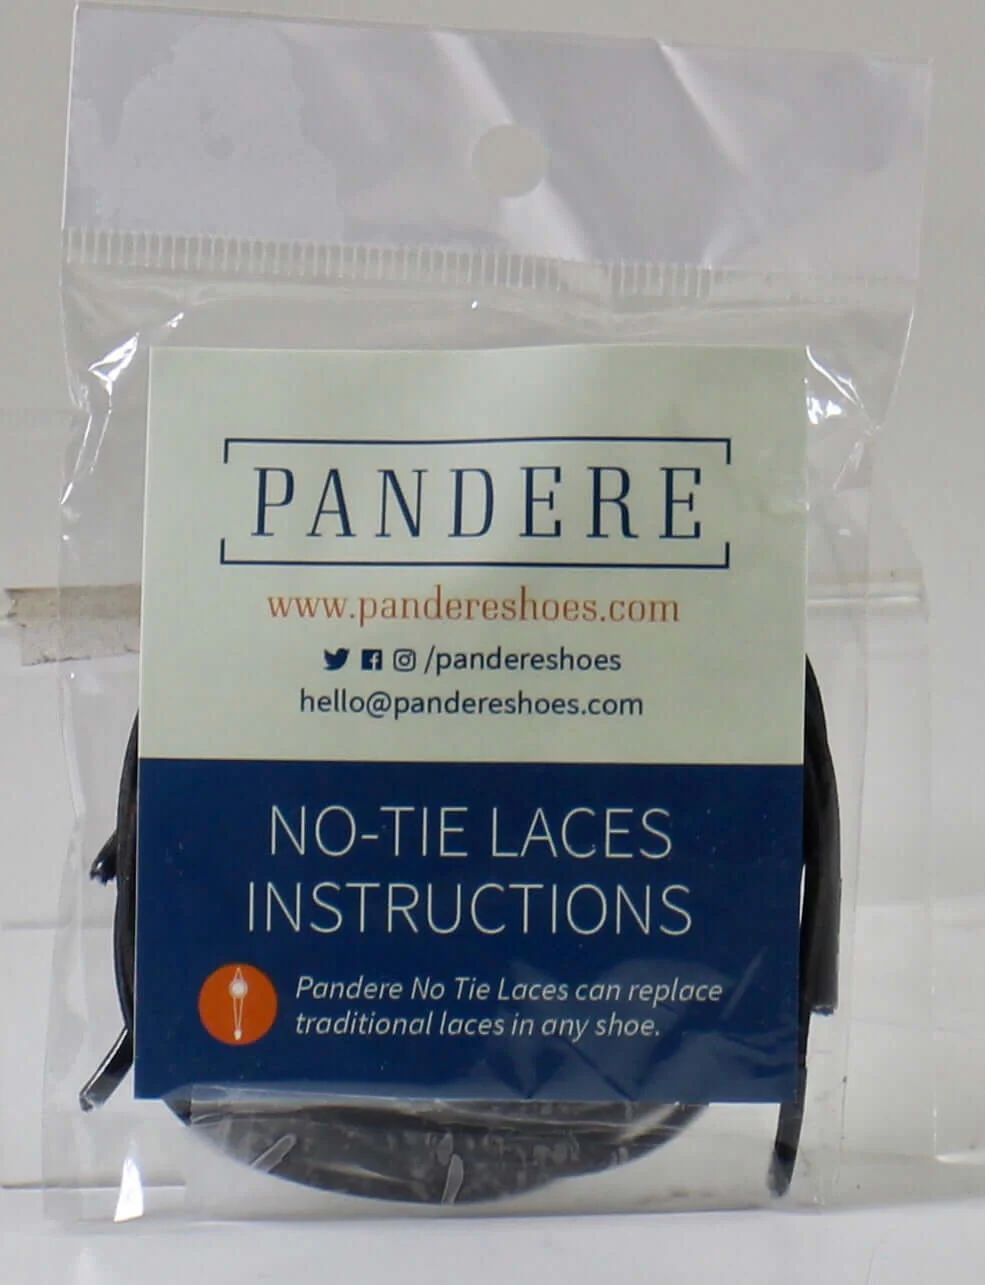 PANDERE
www.pandereshoes.com
/pandereshoes
hello@pandereshoes.com
NO-TIE LACES
INSTRUCTIONS
Pandere No Tie Laces can replace
traditional laces in any shoe.